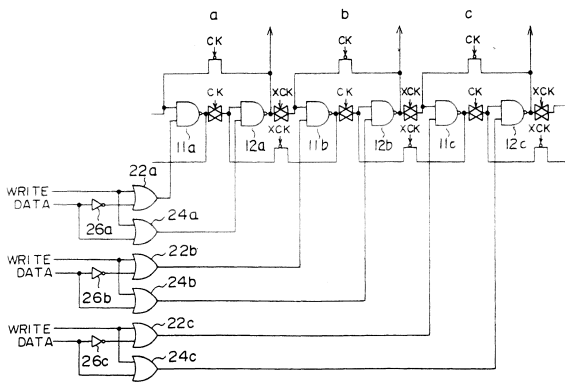 a b c
CK CK CK
CK XCK CK XCK CK XCK
11a 12a XCK 11b 12b XCK 11c 12c XCK
22a
WRITE
DATA
26a 24a
22b
WRITE
DATA
26b 24b
22c
WRITE
DATA
26c 24c